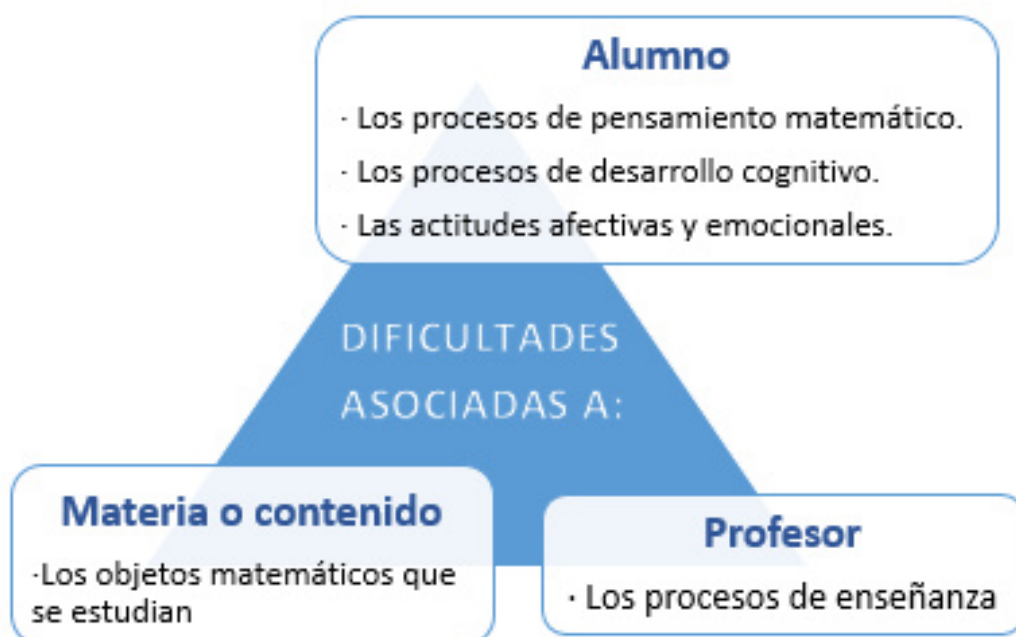 Alumno
· Los procesos de pensamiento matemático.
· Los procesos de desarrollo cognitivo.
· Las actitudes afectivas y emocionales.
DIFICULTADES
ASOCIADAS A:
Materia o contenido
·Los objetos matemáticos que
se estudian
Profesor
· Los procesos de enseñanza